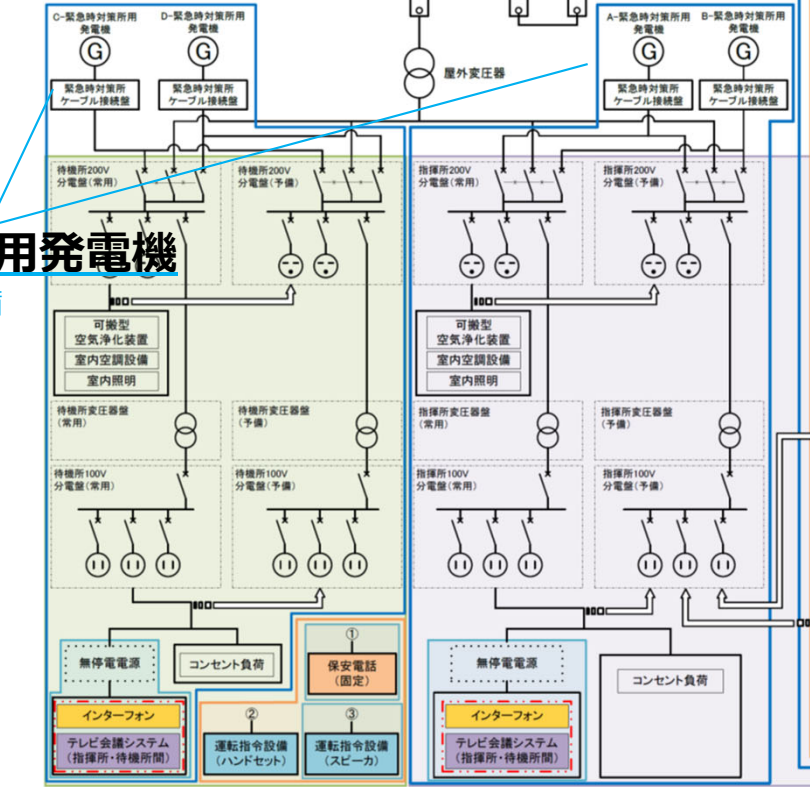 C-緊急時対策所用
発電機
D-緊急時対策所用
発電機
A-緊急時対策所用
発電機
B-緊急時対策所用
発電機
G
G
G
G
屋外変圧器
緊急時対策所
ケーブル接続盤
緊急時対策所
ケーブル接続盤
緊急時対策所
ケーブル接続盤
緊急時対策所
ケーブル接続盤
待機所200V
分電盤(常用)
待機所200V
分電盤(予備)
指揮所200V
分電盤(常用)
指揮所200V
分電盤(予備)
用発電機
可搬型
空気浄化装置
室内空調設備
室内照明
可搬型
空気浄化装置
室内空調設備
室内照明
待機所変圧器盤
(常用)
待機所変圧器盤
(予備)
指揮所変圧器盤
(常用)
指揮所変圧器盤
(予備)
待機所100V
分電盤(常用)
待機所100V
分電盤(予備)
指揮所100V
分電盤(常用)
指揮所100V
分電盤(予備)
無停電電源
コンセント負荷
①
保安電話
(固定)
無停電電源
コンセント負荷
インターフォン
テレビ会議システム
(指揮所・待機所間)
②
運転指令設備
(ハンドセット)
③
運転指令設備
(スピーカ)
インターフォン
テレビ会議システム
(指揮所・待機所間)